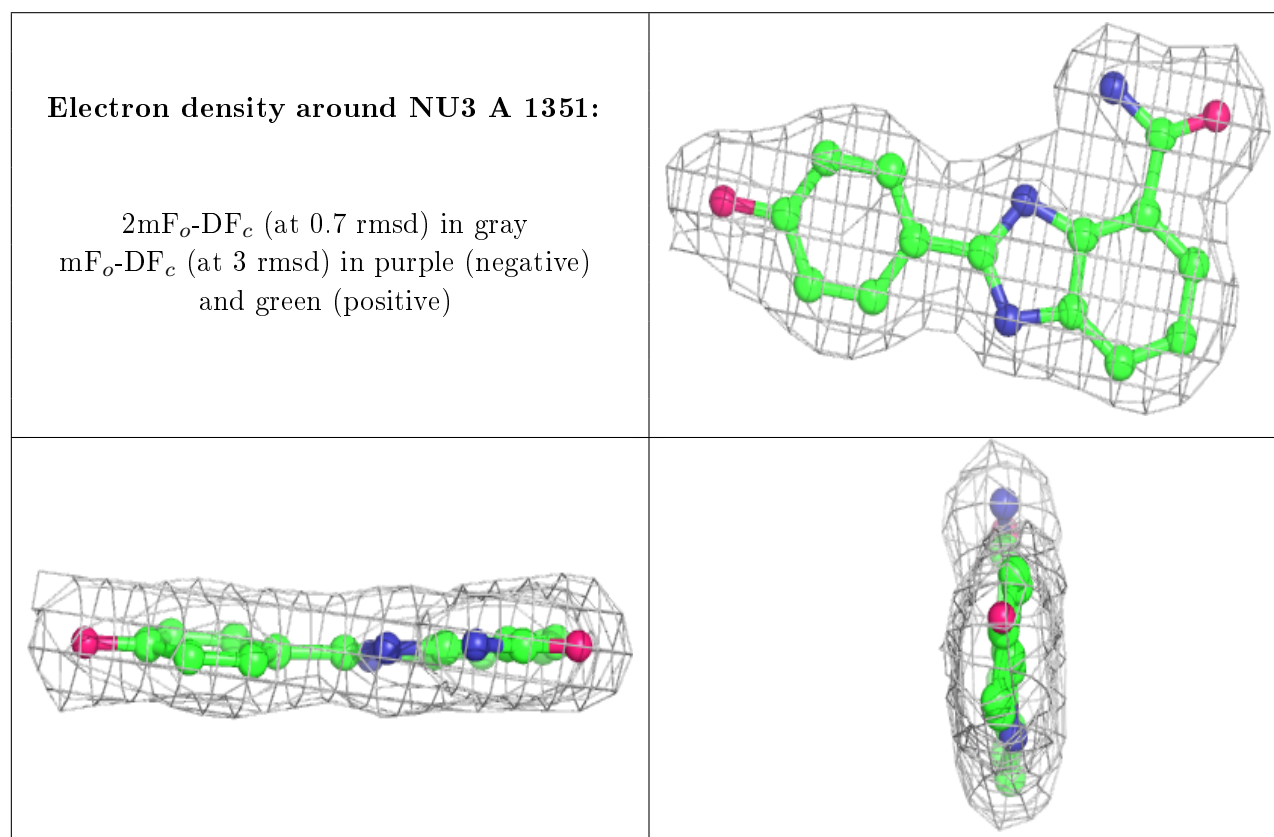 Electron density around NU3 A 1351:
2mFo-DFc (at 0.7 rmsd) in gray
mFo-DFc (at 3 rmsd) in purple (negative)
and green (positive)